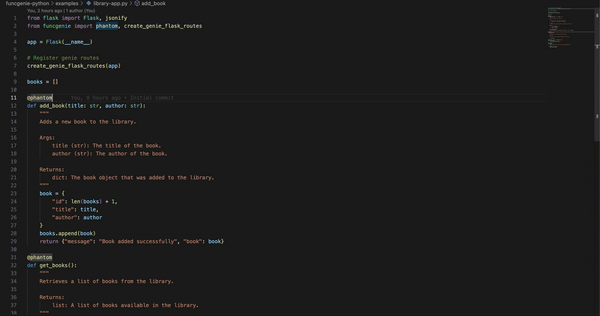 funcgenie-python > examples > library-app.py > add_book
You, 2 hours ago | 1 author (You)
1 from flask import Flask, jsonify
2 from funcgenie import phantom, create_genie_flask_routes
3
4 app = Flask(__name__)
5
6 # Register genie routes
7 create_genie_flask_routes(app)
8
9 books = []
10
11 @phantom You, 8 hours ago • Initial commit
12 def add_book(title: str, author: str):
13 """
14 Adds a new book to the library.
15
16 Args:
17 title (str): The title of the book.
18 author (str): The author of the book.
19
20 Returns:
21 dict: The book object that was added to the library.
22 """
23 book = {
24 "id": len(books) + 1,
25 "title": title,
26 "author": author
27 }
28 books.append(book)
29 return {"message": "Book added successfully", "book": book}
30
31 @phantom
32 def get_books():
33 """
34 Retrieves a list of books from the library.
35
36 Returns:
37 list: A list of books available in the library.
38 """